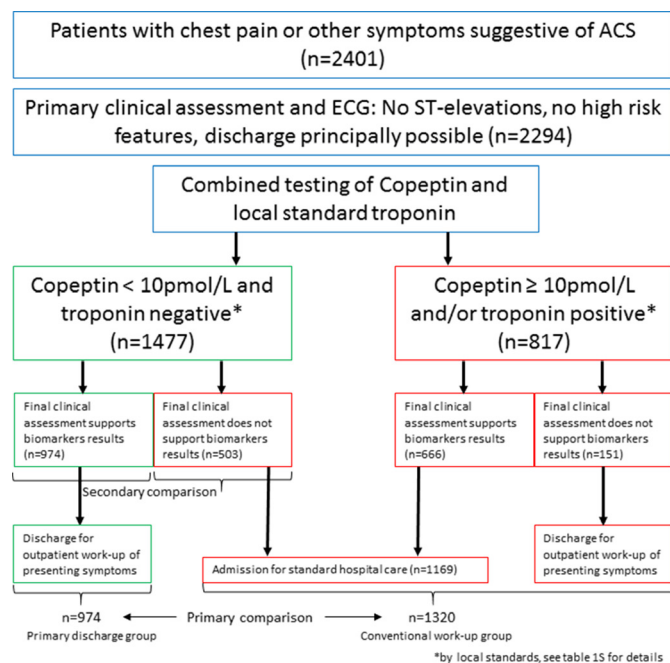 Patients with chest pain or other symptoms suggestive of ACS
(n=2401)
Primary clinical assessment and ECG: No ST-elevations, no high risk
features, discharge principally possible (n=2294)
Combined testing of Copeptin and
local standard troponin
Copeptin < 10pmol/L and
troponin negative*
(n=1477)
Copeptin ≥ 10pmol/L
and/or troponin positive*
(n=817)
Final clinical
assessment supports
biomarkers results
(n=974)
Final clinical
assessment does not
support biomarkers
results (n=503)
Final clinical
assessment supports
biomarkers results
(n=666)
Final clinical
assessment does not
support biomarkers
results (n=151)
Secondary comparison
Discharge for
outpatient work-up of
presenting symptoms
Admission for standard hospital care (n=1169)
Discharge for
outpatient work-up of
presenting symptoms
n=974
Primary discharge group
Primary comparison
n=1320
Conventional work-up group
*by local standards, see table 1S for details